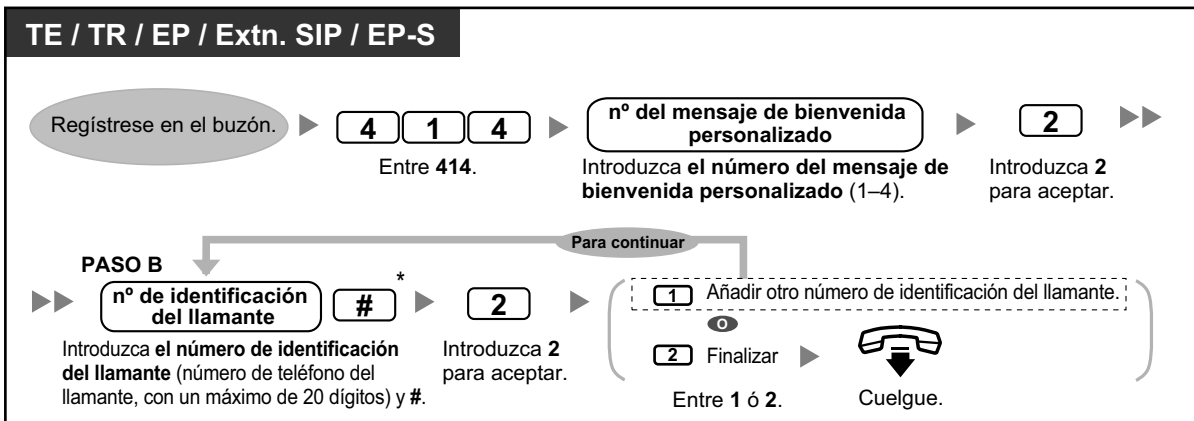 TE / TR / EP / Extn. SIP / EP-S
Regístrese en el buzón.
4 1 4
Entre 414.
nº del mensaje de bienvenida
personalizado
Introduzca el número del mensaje de
bienvenida personalizado (1–4).
2
Introduzca 2
para aceptar.
Para continuar
PASO B
nº de identificación
del llamante
# *
Introduzca el número de identificación
del llamante (número de teléfono del
llamante, con un máximo de 20 dígitos) y #.
2
Introduzca 2
para aceptar.
1 Añadir otro número de identificación del llamante.
O
2 Finalizar
Entre 1 ó 2.
Cuelgue.